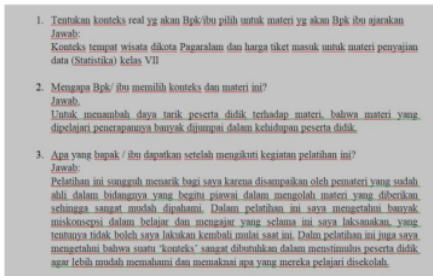 1. Tentukan konteks real yg akan Bpk/ibu pilih untuk materi yg akan Bpk ibu ajarakan
Jawab:
Konteks tempat wisata dikota Pagaralam dan harga tiket masuk untuk materi penyajian
data (Statistika) kelas VII
2. Mengapa Bpk/ ibu memilih konteks dan materi ini?
Jawab.
Untuk menambah daya tarik peserta didik terhadap materi, bahwa materi yang
dipelajari penerapannya banyak dijumpai dalam kehidupan peserta didik.
3. Apa yang bapak / ibu dapatkan setelah mengikuti kegiatan pelatihan ini?
Jawab:
Pelatihan ini sungguh menarik bagi saya karena disampaikan oleh pemateri yang sudah
ahli dalam bidangnya yang begitu piawai dalam mengolah materi yang diberikan
sehingga sangat mudah dipahami. Dalam pelatihan ini saya mengetahui banyak
miskonsepsi dalam belajar dan mengajar yang selama ini saya laksanakan, yang
tentunya tidak boleh saya lakukan kembali mulai saat ini. Dalm pelatihan ini juga saya
mengetahui bahwa suatu ‘konteks’ sangat dibutuhkan dalam menstimulus peserta didik
agar lebih mudah memahami dan memaknai apa yang mereka pelajari disekolah.